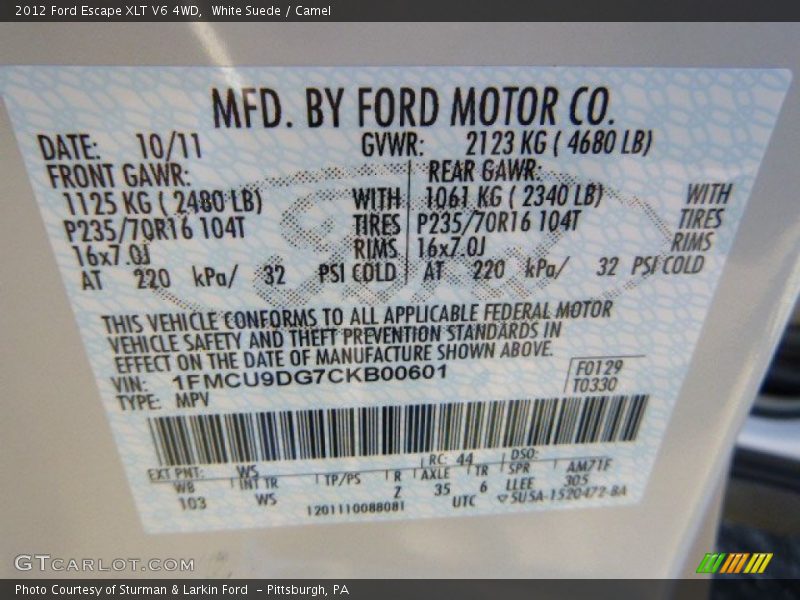 2012 Ford Escape XLT V6 4WD,  White Suede / Camel
MFD. BY FORD MOTOR CO.
DATE: 10/11 GVWR: 2123 KG ( 4680 LB)
FRONT GAWR: REAR GAWR:
1125 KG ( 2480 LB) WITH 1061 KG ( 2340 LB) WITH
P235/70R16 104T TIRES P235/70R16 104T TIRES
16x7.0J RIMS 16x7.0J RIMS
AT 220 kPa/ 32 PSI COLD AT 220 kPa/ 32 PSI COLD
THIS VEHICLE CONFORMS TO ALL APPLICABLE FEDERAL MOTOR
VEHICLE SAFETY AND THEFT PREVENTION STANDARDS IN
EFFECT ON THE DATE OF MANUFACTURE SHOWN ABOVE.
VIN: 1FMCU9DG7CKB00601 F0129
TYPE: MPV T0330
EXT PNT: WS RC: 44 DSO:
WB INT TR TP/PS R AXLE TR SPR AM71F
103 WS 2 35 6 LLEE 305
1201110088081 UTC ▽5U5A-1520472-BA
GTCARLOT.COM
Photo Courtesy of Sturman & Larkin Ford  - Pittsburgh, PA